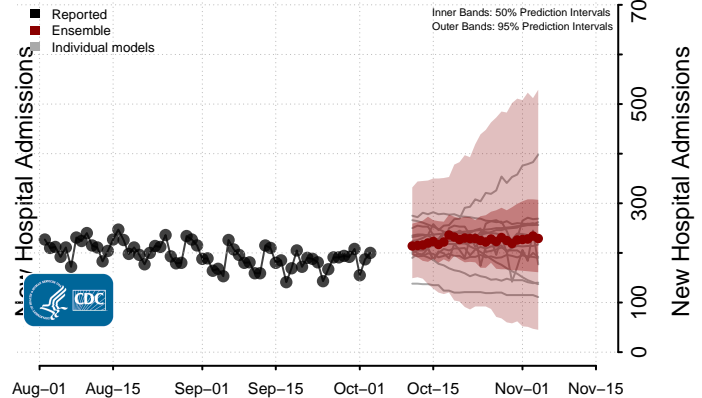 Reported
Ensemble
Individual models
Inner Bands: 50% Prediction Intervals
Outer Bands: 95% Prediction Intervals
New Hospital Admissions
New Hospital Admissions
CDC
70
500
300
100
0
Aug–01 Aug–15 Sep–01 Sep–15 Oct–01 Oct–15 Nov–01 Nov–15